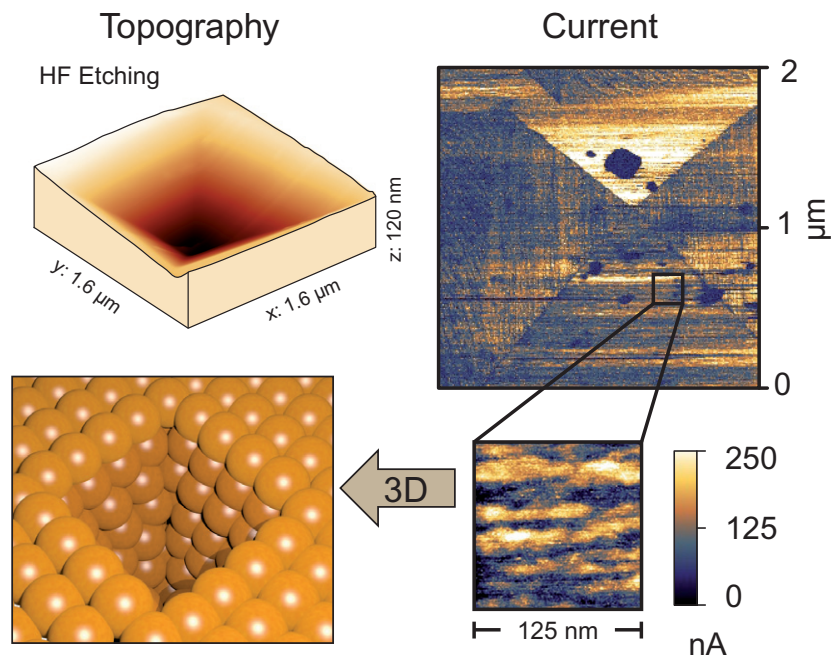 Topography
Current
HF Etching
y: 1.6 µm
x: 1.6 µm
z: 120 nm
2
1
0
µm
3D
125 nm
250
125
0
nA